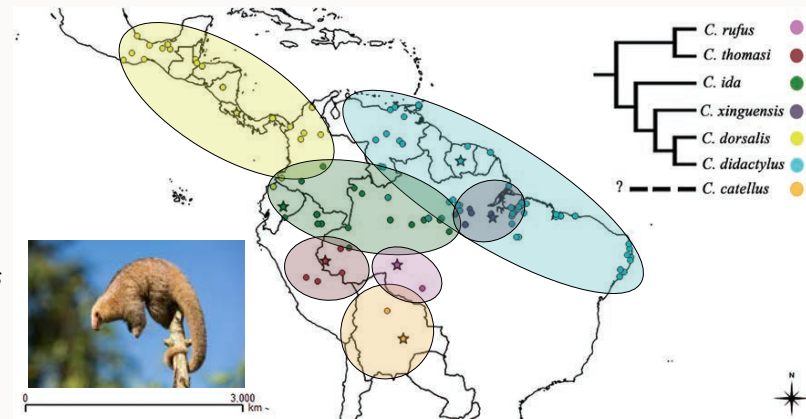 C. rufus
C. thomasi
C. ida
C. xinguensis
C. dorsalis
C. didactylus
? C. catellus
0 3,000
km
N